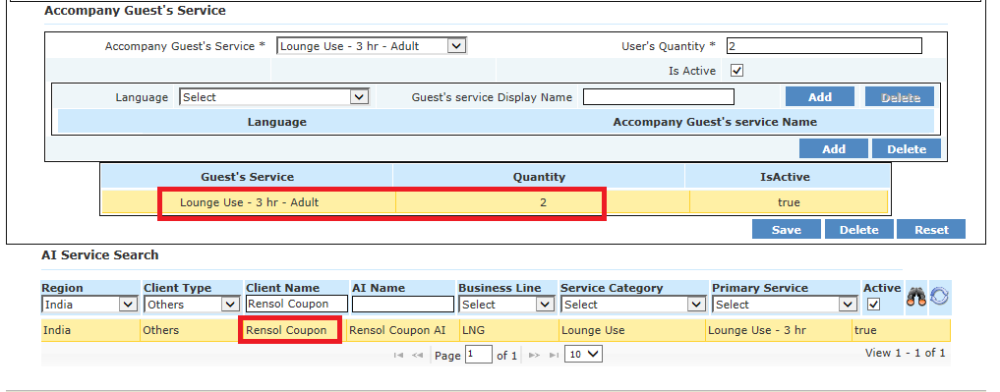 Accompany Guest's Service
Accompany Guest's Service * Lounge Use - 3 hr - Adult User's Quantity * 2
Is Active
Language Select Guest's service Display Name Add Delete
Language Accompany Guest's service Name
Add Delete
Guest's Service Quantity IsActive
Lounge Use - 3 hr - Adult 2 true
Save Delete Reset
AI Service Search
Region Client Type Client Name AI Name Business Line Service Category Primary Service Active
India Others Rensol Coupon Select Select Select
India Others Rensol Coupon Rensol Coupon AI LNG Lounge Use Lounge Use - 3 hr true
Page 1 of 1 10 View 1 - 1 of 1